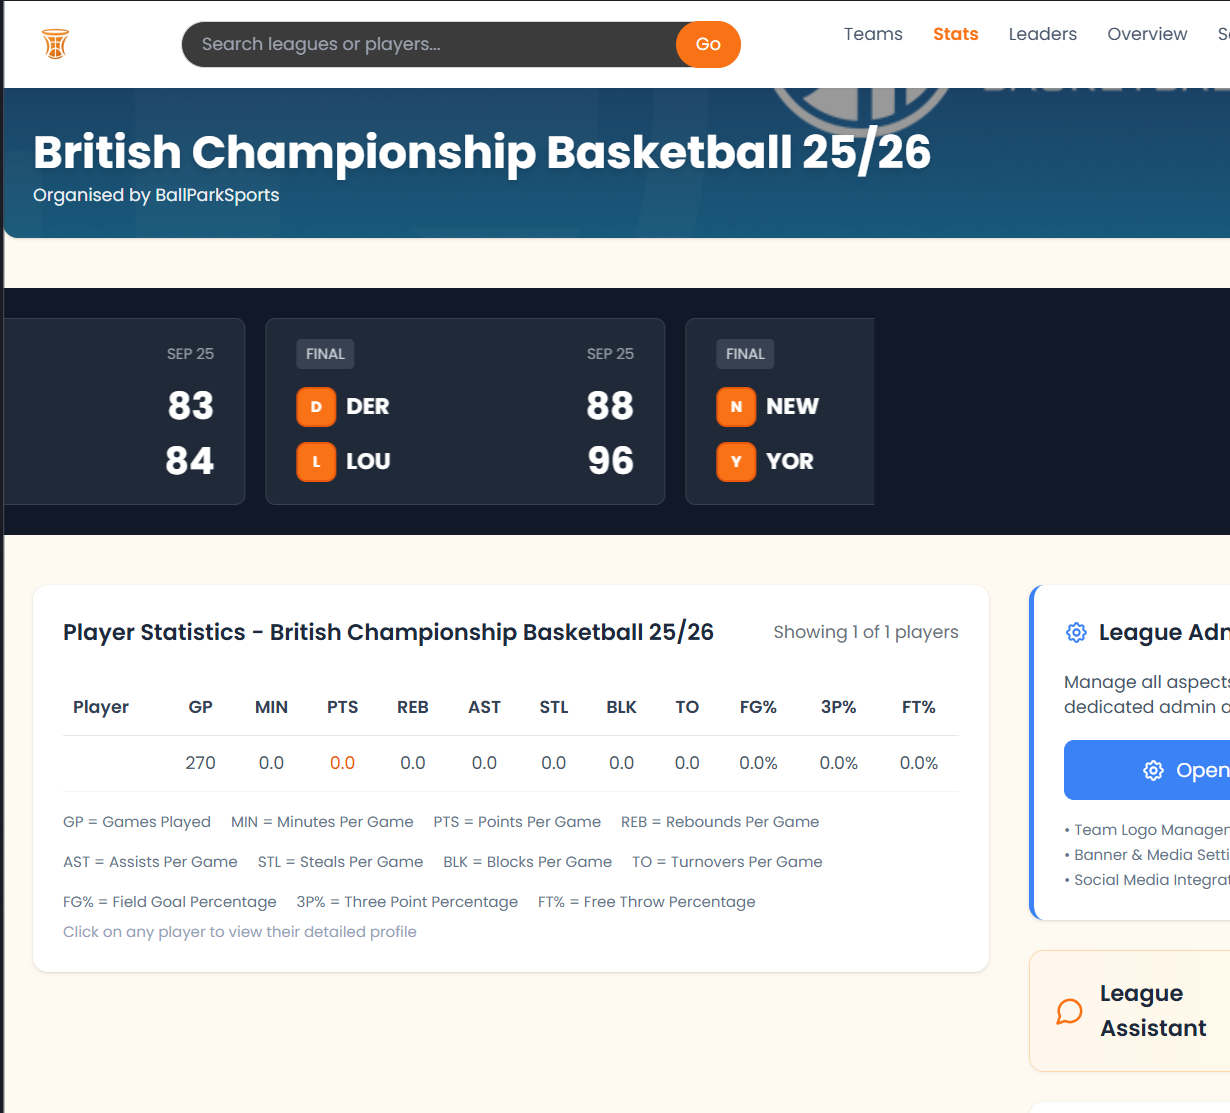 Search leagues or players...
Go
Teams
Stats
Leaders
Overview
British Championship Basketball 25/26
Organised by BallParkSports
SEP 25
83
84
FINAL
SEP 25
D DER 88
L LOU 96
FINAL
N NEW
Y YOR
Player Statistics - British Championship Basketball 25/26
Showing 1 of 1 players
Player GP MIN PTS REB AST STL BLK TO FG% 3P% FT%
270 0.0 0.0 0.0 0.0 0.0 0.0 0.0 0.0% 0.0% 0.0%
GP = Games Played MIN = Minutes Per Game PTS = Points Per Game REB = Rebounds Per Game
AST = Assists Per Game STL = Steals Per Game BLK = Blocks Per Game TO = Turnovers Per Game
FG% = Field Goal Percentage 3P% = Three Point Percentage FT% = Free Throw Percentage
Click on any player to view their detailed profile
League Adm
Manage all aspects
dedicated admin a
Open
• Team Logo Manager
• Banner & Media Setti
• Social Media Integrat
League
Assistant